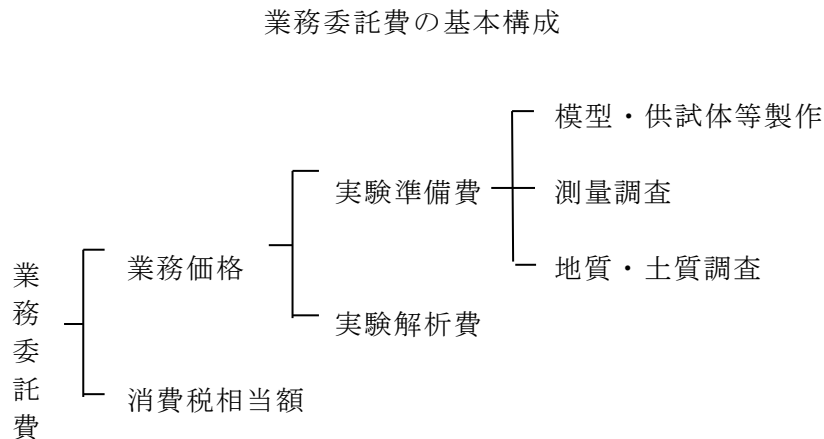 業務委託費の基本構成
業務委託費
業務価格
消費税相当額
実験準備費
実験解析費
模型・供試体等製作
測量調査
地質・土質調査